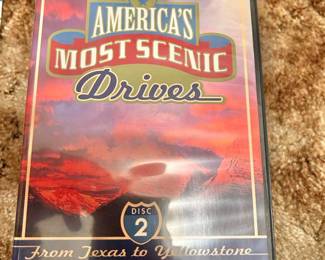 AMERICA'S
MOST SCENIC
Drives
DISC
2
From Texas to Yellowstone